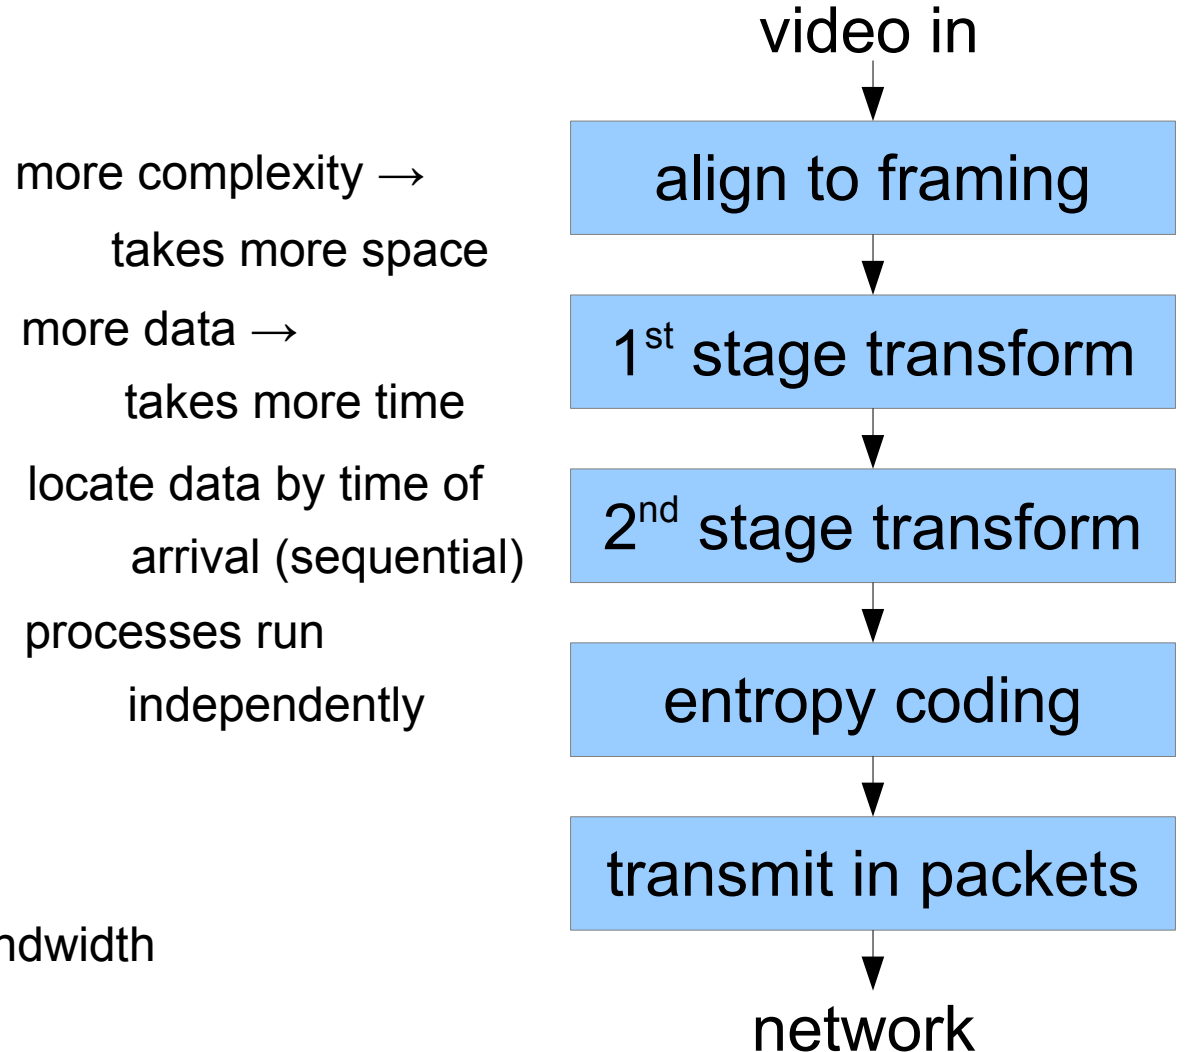 video in
more complexity →
takes more space
more data →
takes more time
locate data by time of
arrival (sequential)
processes run
independently
align to framing
1st stage transform
2nd stage transform
entropy coding
transmit in packets
network